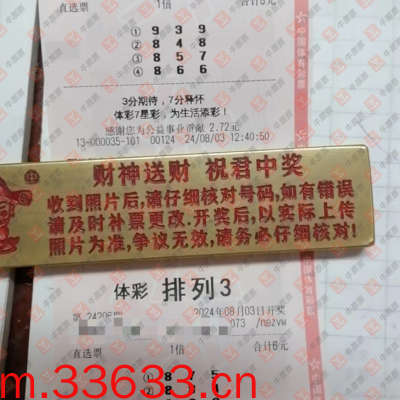 直选票 1倍 合计8元
① 9 3 9
② 8 4 8
③ 8 5 7
④ 8 6 6
3分期待，7分释怀
体彩7星彩，为生活添彩！
感谢您为公益事业贡献 2.72元
13-000035-101 00124 24/08/03 12:40:50
财神送财 祝君中奖
收到照片后,请仔细核对号码,如有错误
请及时补票更改.开奖后,以实际上传
照片为准,争议无效,请务必仔细核对!
体彩 排列3
2024年08月03日开奖
直选票 1倍 合计6元
m.33633.cn